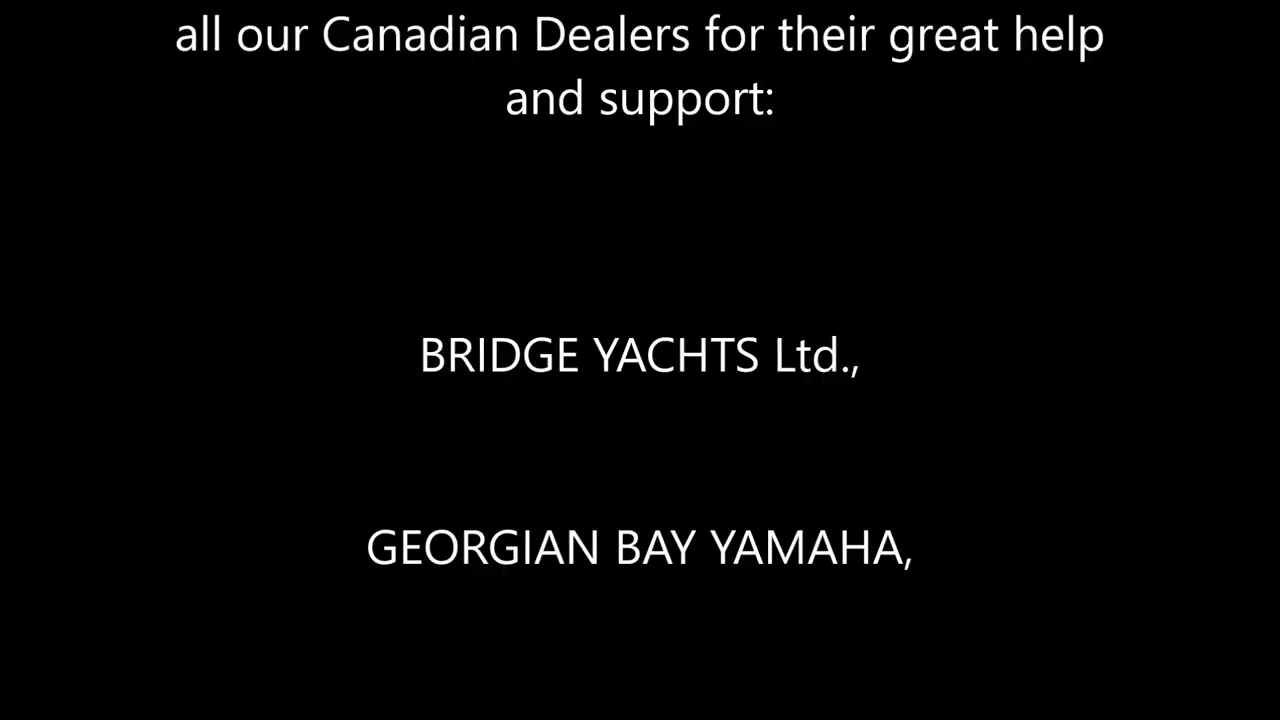 all our Canadian Dealers for their great help
and support:
BRIDGE YACHTS Ltd.,
GEORGIAN BAY YAMAHA,